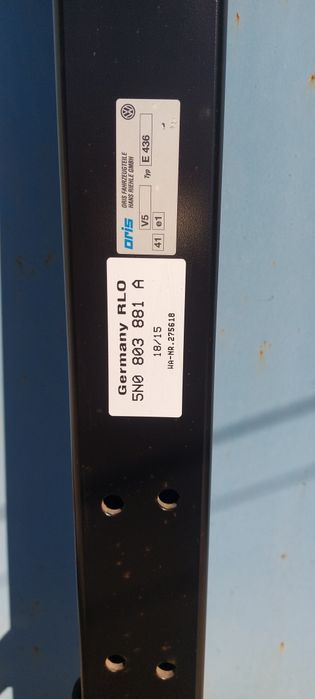 oris
ORIS FAHRZEUGTEILE
HANS RIEHLE GMBH
V5
Typ E 436
41 e1
Germany RLO
5N0 803 881 A
18/15
WA-NR.275618